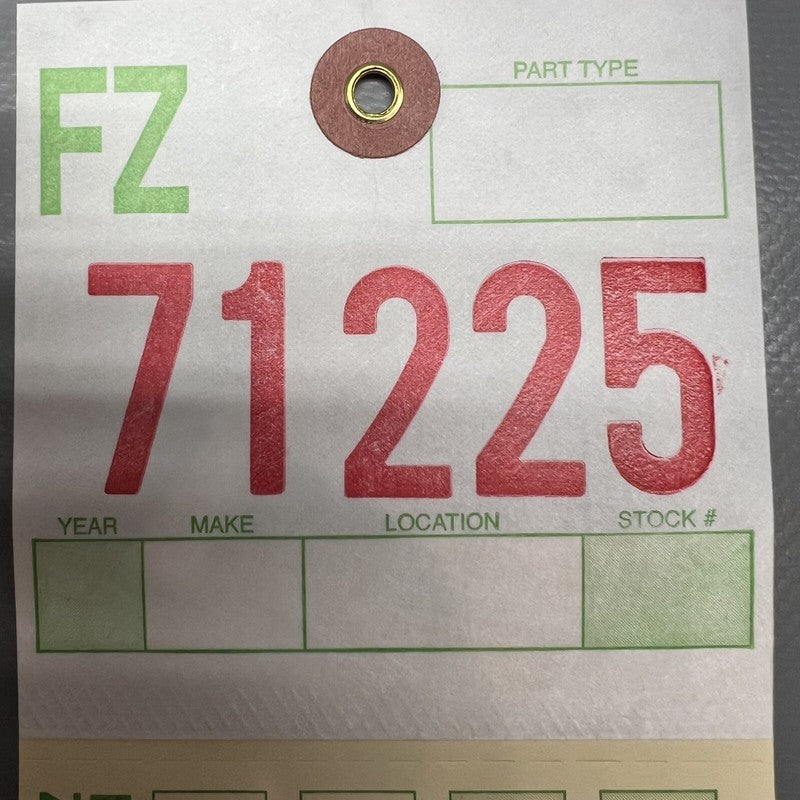 FZ
PART TYPE
71225
YEAR MAKE LOCATION STOCK #